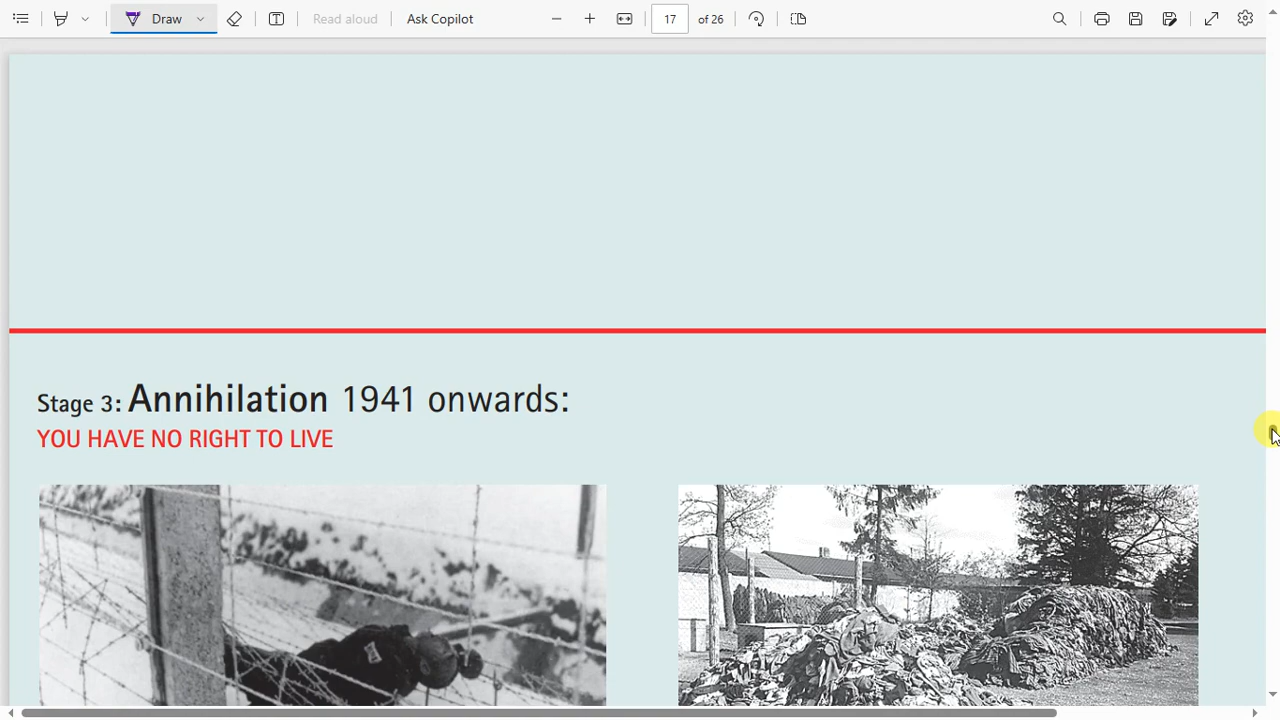 Draw
Read aloud
Ask Copilot
17
of 26
Stage 3: Annihilation 1941 onwards:
YOU HAVE NO RIGHT TO LIVE